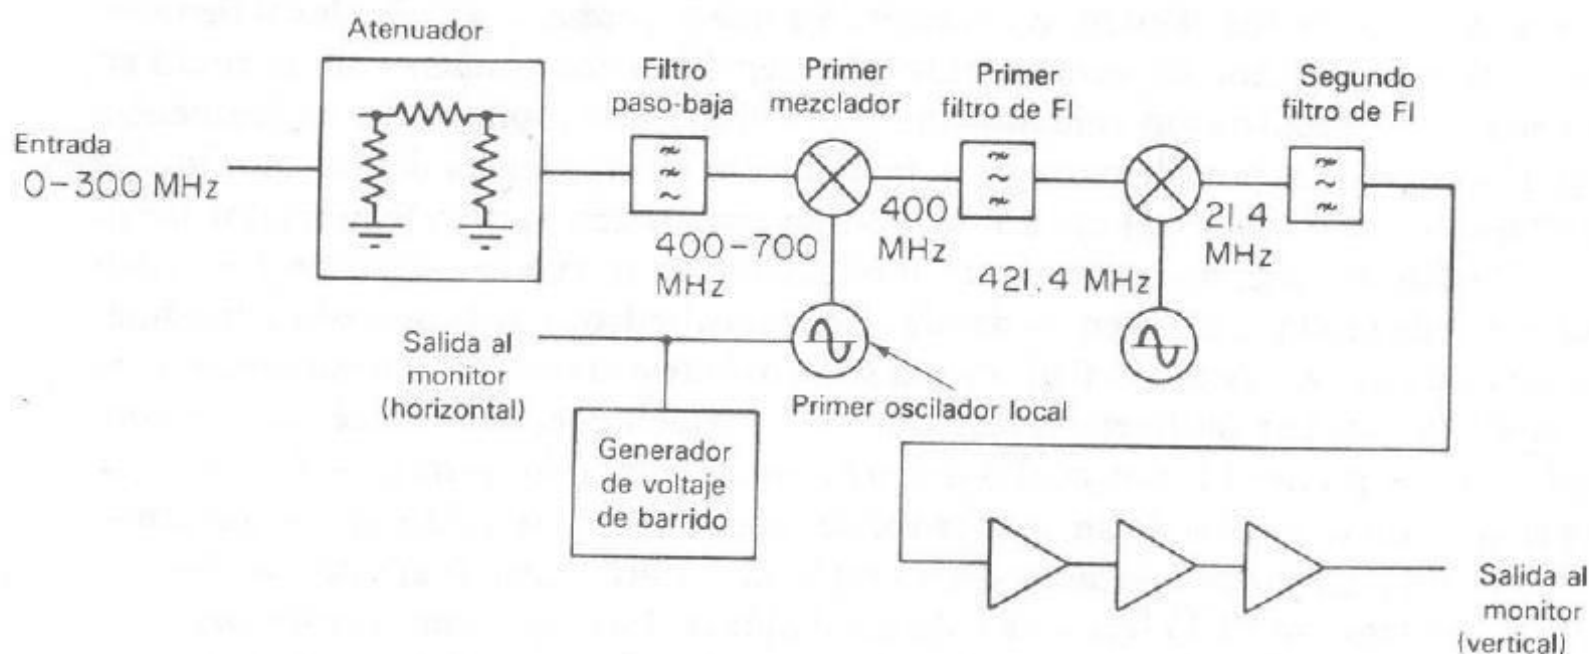 Atenuador
Entrada
0-300 MHz
Filtro
paso-baja
Primer
mezclador
Primer
filtro de FI
Segundo
filtro de FI
400-700
MHz
400
MHz
421.4 MHz
21.4
MHz
Salida al
monitor
(horizontal)
Primer oscilador local
Generador
de voltaje
de barrido
Salida al
monitor
(vertical)